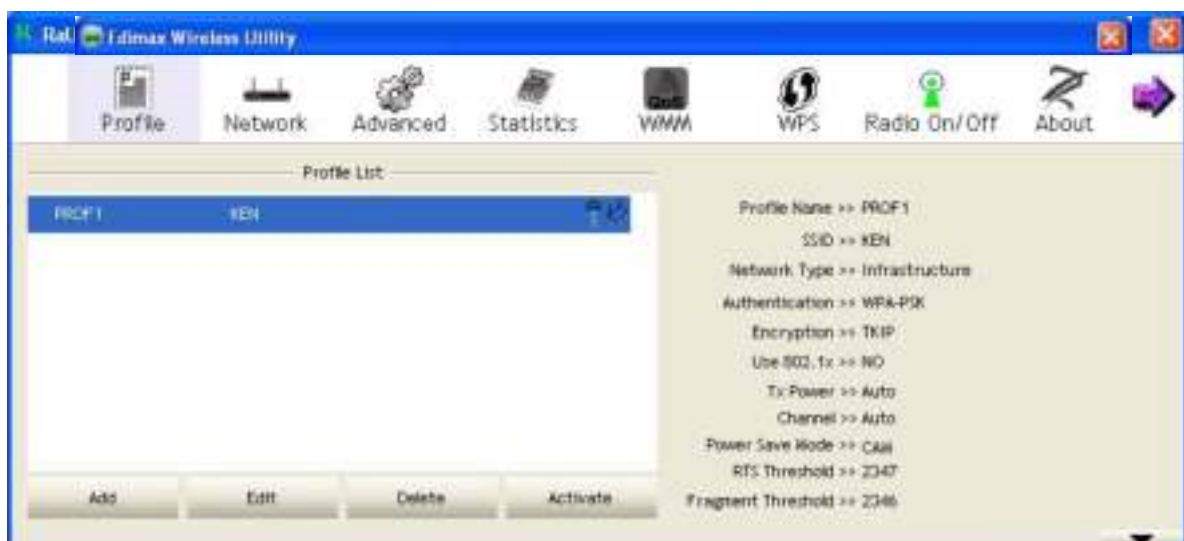 RaU Edimax Wireless Utility
Profile Network Advanced Statistics QoS WMM WPS Radio On/Off About
Profile List
PROF1 KEN
Profile Name >> PROF1
SSID >> KEN
Network Type >> Infrastructure
Authentication >> WPA-PSK
Encryption >> TKIP
Use 802.1x >> NO
Tx Power >> Auto
Channel >> Auto
Power Save Mode >> CAM
RTS Threshold >> 2347
Fragment Threshold >> 2346
Add Edit Delete Activate